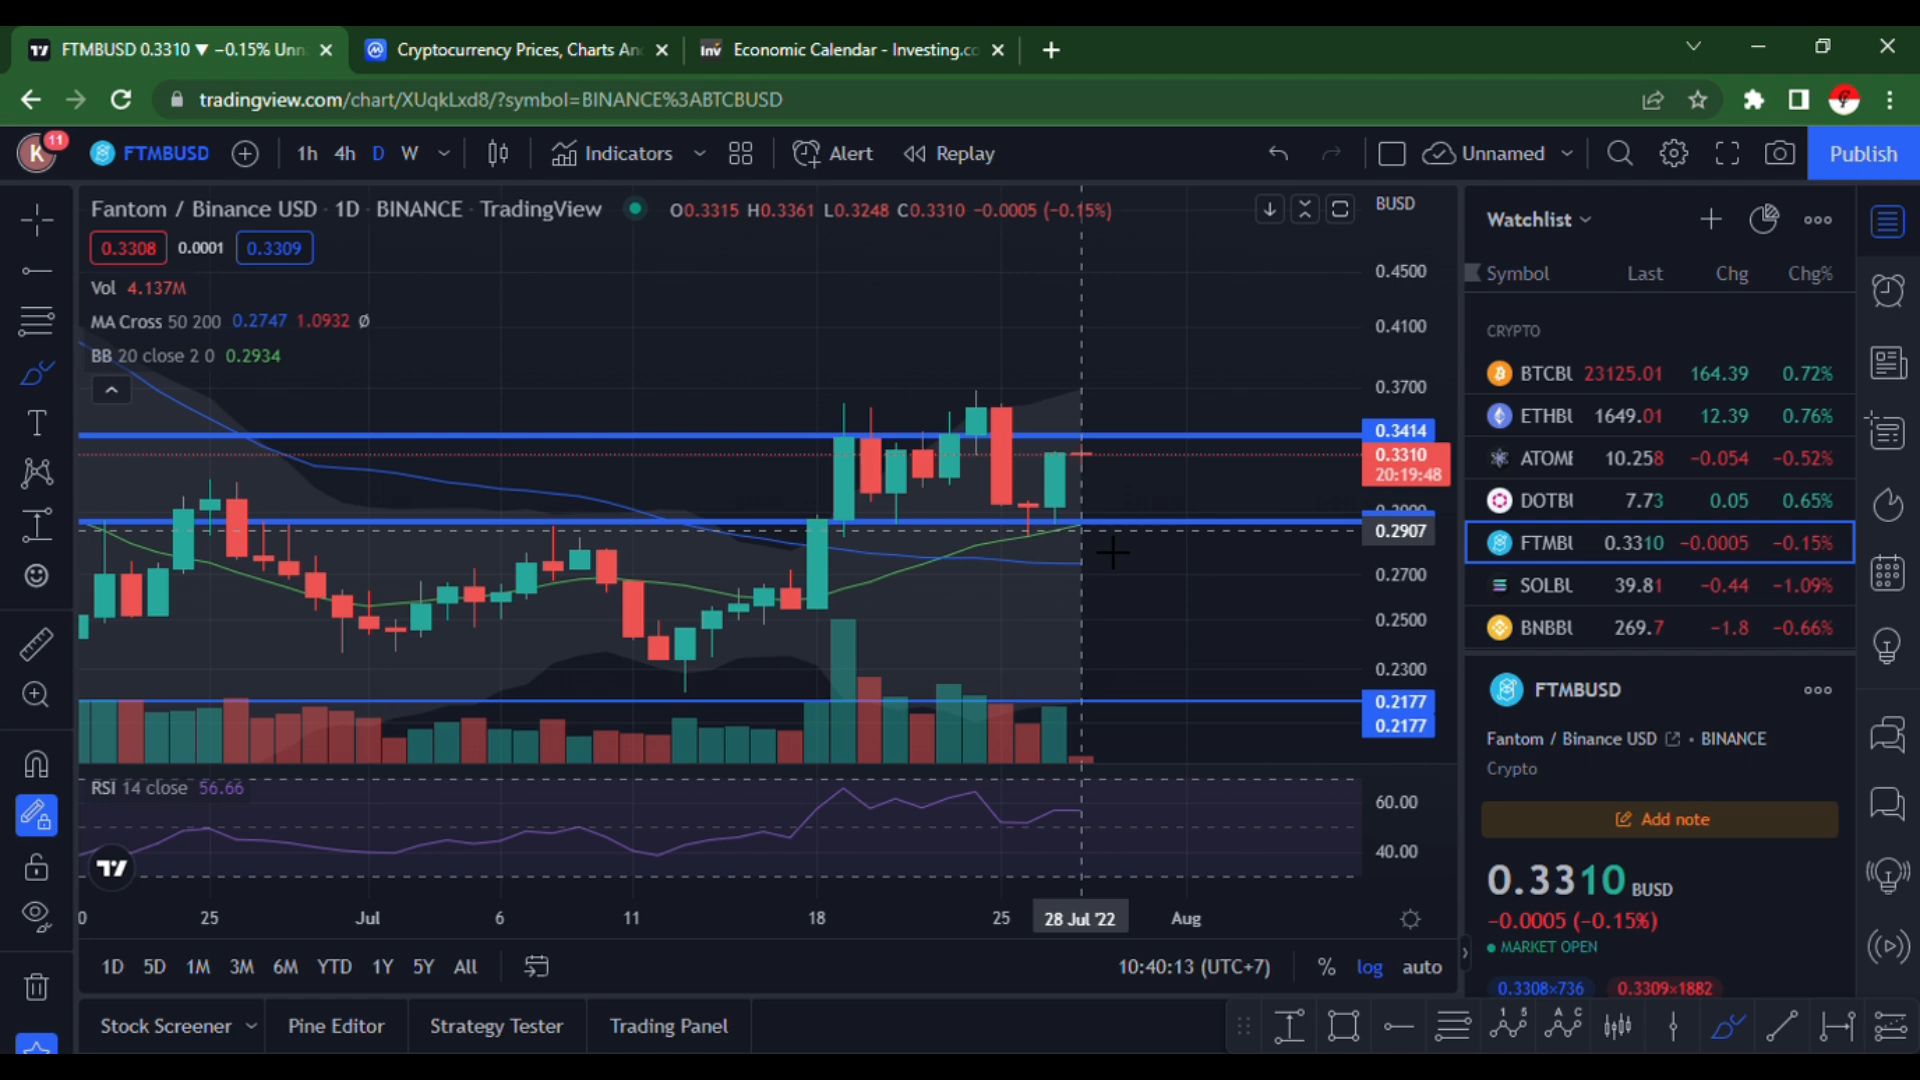 FTMBUSD 0.3310 ▼ −0.15% Unn
Cryptocurrency Prices, Charts An
Inv Economic Calendar - Investing.co
tradingview.com/chart/XUqkLxd8/?symbol=BINANCE%3ABTCBUSD
K 11 FTMBUSD 1h 4h D W Indicators Alert Replay Unnamed Publish
Fantom / Binance USD · 1D · BINANCE · TradingView O0.3315 H0.3361 L0.3248 C0.3310 −0.0005 (−0.15%)
0.3308 0.0001 0.3309
Vol 4.137M
MA Cross 50 200 0.2747 1.0932 Ø
BB 20 close 2 0 0.2934
BUSD
0.4500
0.4100
0.3700
0.3414
0.3310
20:19:48
0.2907
0.2700
0.2500
0.2300
0.2177
0.2177
RSI 14 close 56.66
60.00
40.00
0 25 Jul 6 11 18 25 28 Jul '22 Aug
1D 5D 1M 3M 6M YTD 1Y 5Y All 10:40:13 (UTC+7) % log auto
Stock Screener Pine Editor Strategy Tester Trading Panel
Watchlist
Symbol Last Chg Chg%
CRYPTO
BTCBU 23125.01 164.39 0.72%
ETHBU 1649.01 12.39 0.76%
ATOMB 10.258 −0.054 −0.52%
DOTBU 7.73 0.05 0.65%
FTMBU 0.3310 −0.0005 −0.15%
SOLBU 39.81 −0.44 −1.09%
BNBBU 269.7 −1.8 −0.66%
FTMBUSD
Fantom / Binance USD • BINANCE
Crypto
Add note
0.3310 BUSD
−0.0005 (−0.15%)
MARKET OPEN
0.3308×736 0.3309×1882